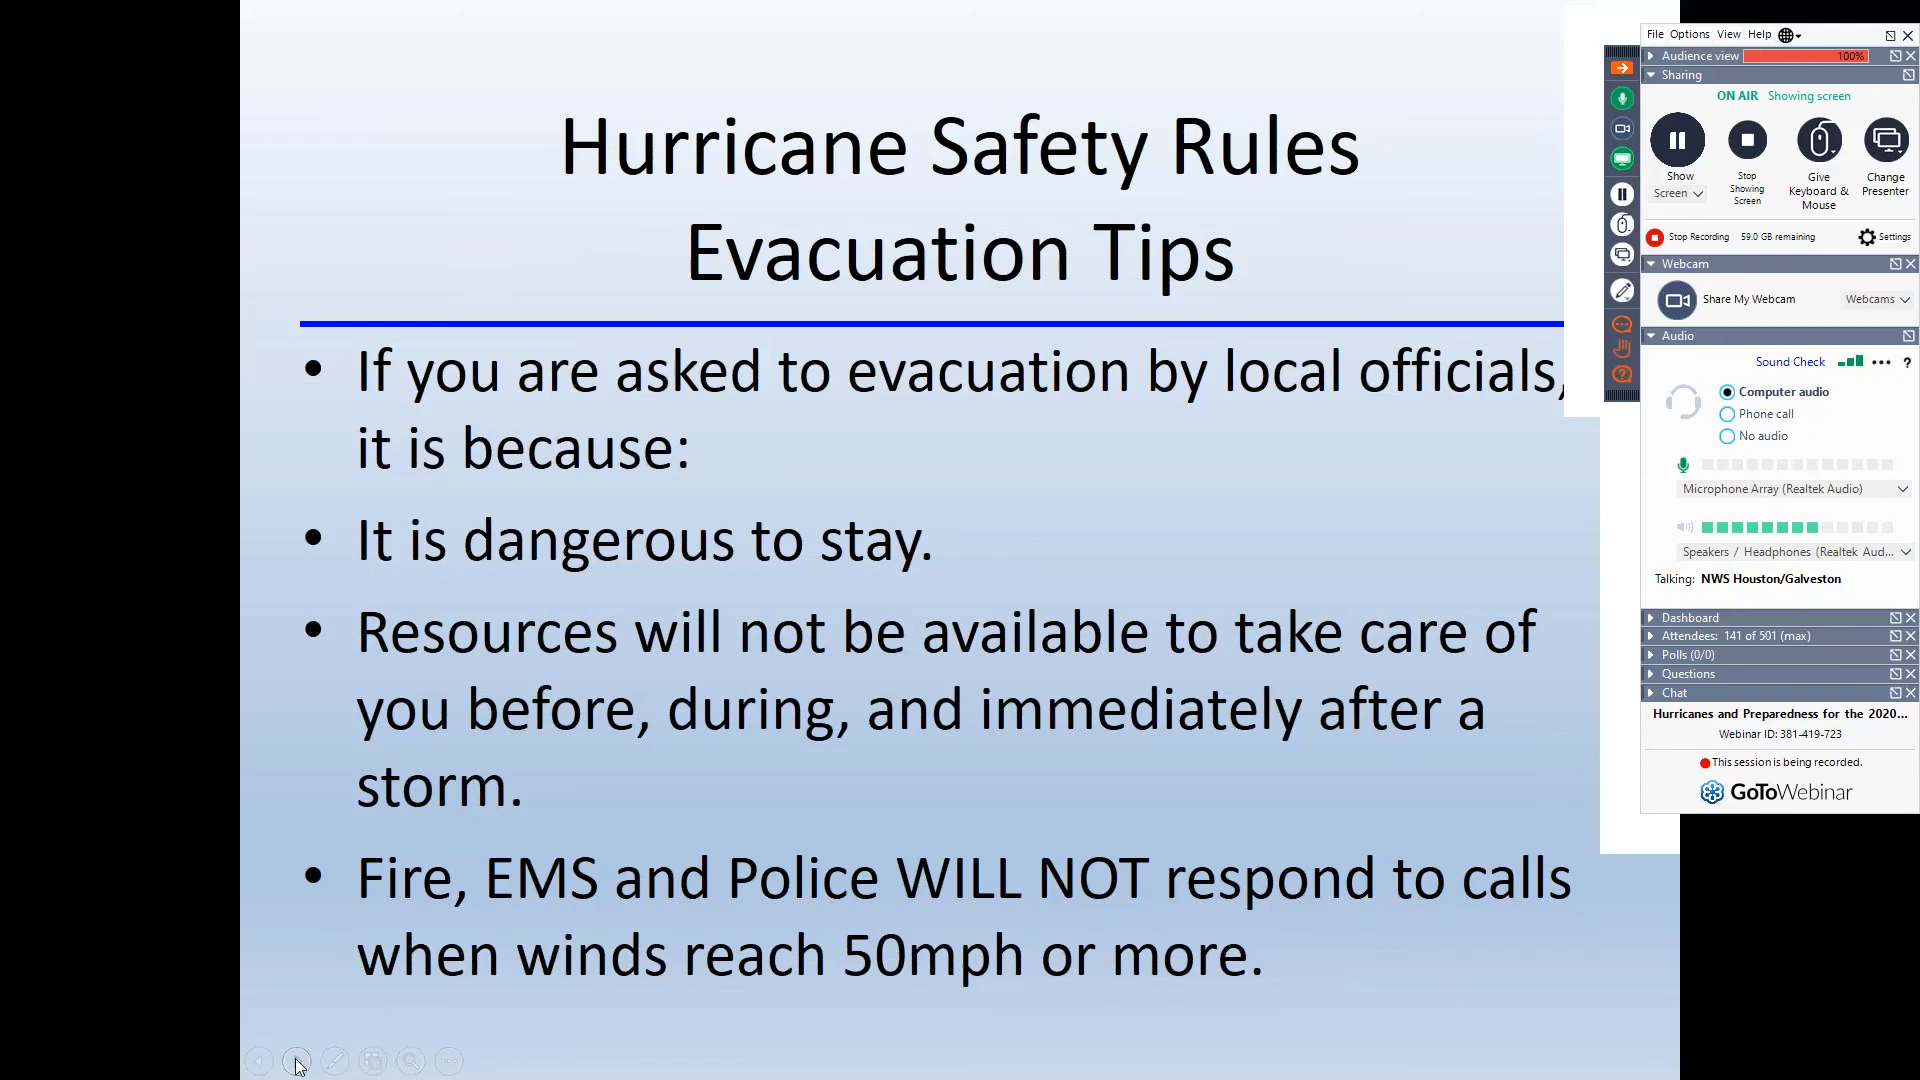 Hurricane Safety Rules
Evacuation Tips
• If you are asked to evacuation by local officials,
it is because:
• It is dangerous to stay.
• Resources will not be available to take care of
you before, during, and immediately after a
storm.
• Fire, EMS and Police WILL NOT respond to calls
when winds reach 50mph or more.
File Options View Help
Audience view 100%
Sharing
ON AIR Showing screen
Show
Screen
Stop
Showing
Screen
Give
Keyboard &
Mouse
Change
Presenter
Stop Recording 59.0 GB remaining Settings
Webcam
Share My Webcam Webcams
Audio
Sound Check ?
Computer audio
Phone call
No audio
Microphone Array (Realtek Audio)
Speakers / Headphones (Realtek Aud...
Talking: NWS Houston/Galveston
Dashboard
Attendees: 141 of 501 (max)
Polls (0/0)
Questions
Chat
Hurricanes and Preparedness for the 2020...
Webinar ID: 381-419-723
This session is being recorded.
GoToWebinar